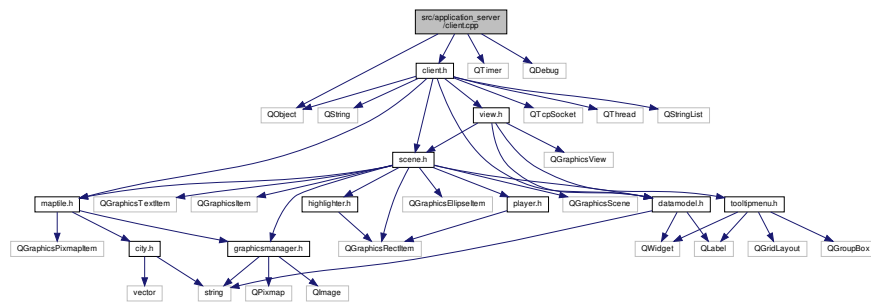 src/application_server
/client.cpp
client.h
QTimer
QDebug
QObject
QString
view.h
QTcpSocket
QThread
QStringList
scene.h
QGraphicsView
maptile.h
QGraphicsTextItem
QGraphicsItem
highlighter.h
QGraphicsEllipseItem
player.h
QGraphicsScene
datamodel.h
tooltipmenu.h
QGraphicsPixmapItem
city.h
graphicsmanager.h
QGraphicsRectItem
QWidget
QLabel
QGridLayout
QGroupBox
vector
string
QPixmap
QImage